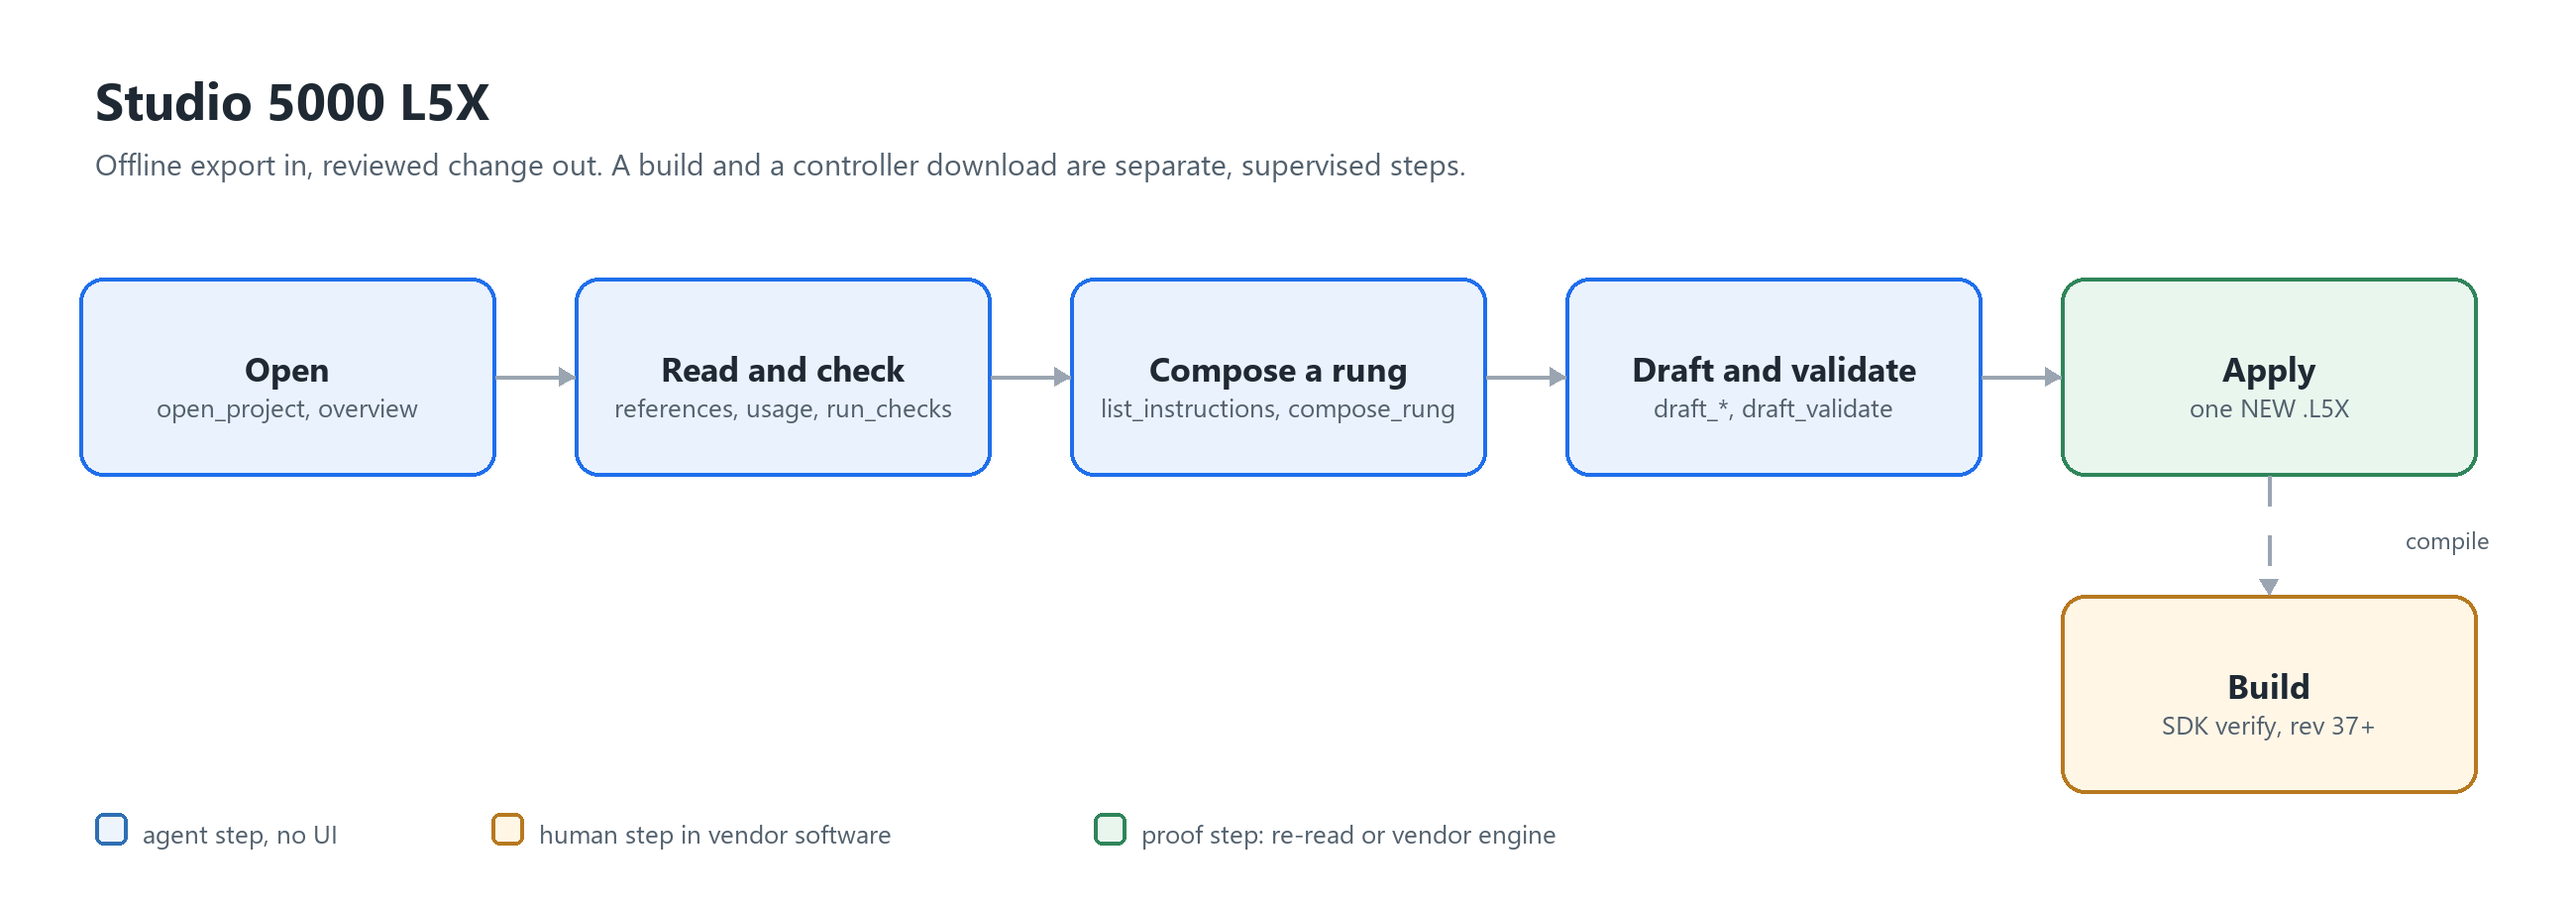 Studio 5000 L5X
Offline export in, reviewed change out. A build and a controller download are separate, supervised steps.
Open
open_project, overview
Read and check
references, usage, run_checks
Compose a rung
list_instructions, compose_rung
Draft and validate
draft_*, draft_validate
Apply
one NEW .L5X
compile
Build
SDK verify, rev 37+
agent step, no UI
human step in vendor software
proof step: re-read or vendor engine